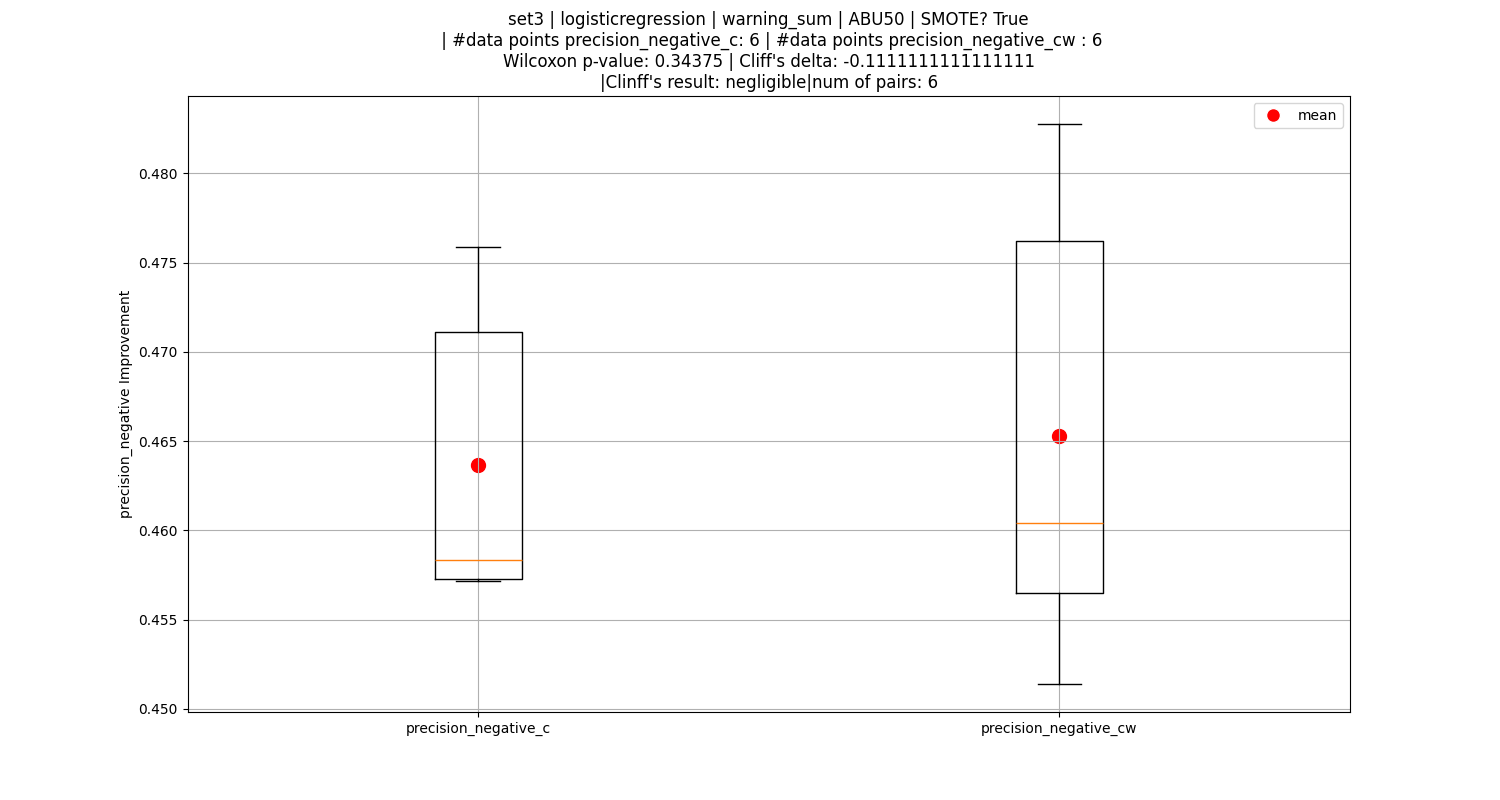 set3 | logisticregression | warning_sum | ABU50 | SMOTE? True
| #data points precision_negative_c: 6 | #data points precision_negative_cw : 6
Wilcoxon p-value: 0.34375 | Cliff's delta: -0.1111111111111111
|Clinff's result: negligible|num of pairs: 6
mean
0.480
0.475
0.470
0.465
0.460
0.455
0.450
precision_negative Improvement
precision_negative_c
precision_negative_cw